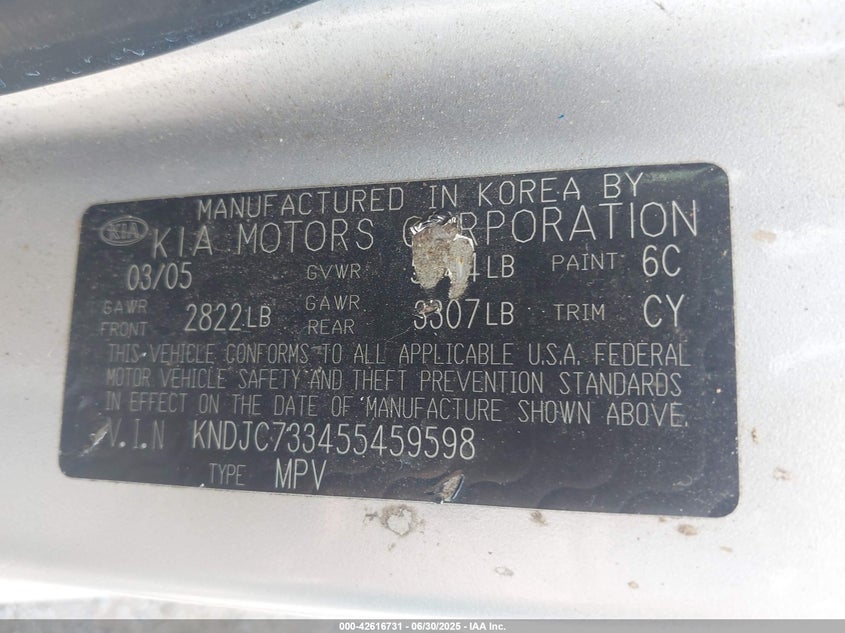 MANUFACTURED IN KOREA BY
KIA KIA MOTORS CORPORATION
03/05 GVWR LB PAINT 6C
GAWR FRONT 2822LB GAWR REAR 3307LB TRIM CY
THIS VEHICLE CONFORMS TO ALL APPLICABLE U.S.A. FEDERAL
MOTOR VEHICLE SAFETY AND THEFT PREVENTION STANDARDS
IN EFFECT ON THE DATE OF MANUFACTURE SHOWN ABOVE.
V.I.N KNDJC733455459598
TYPE MPV
000-42616731 - 06/30/2025 - IAA Inc.